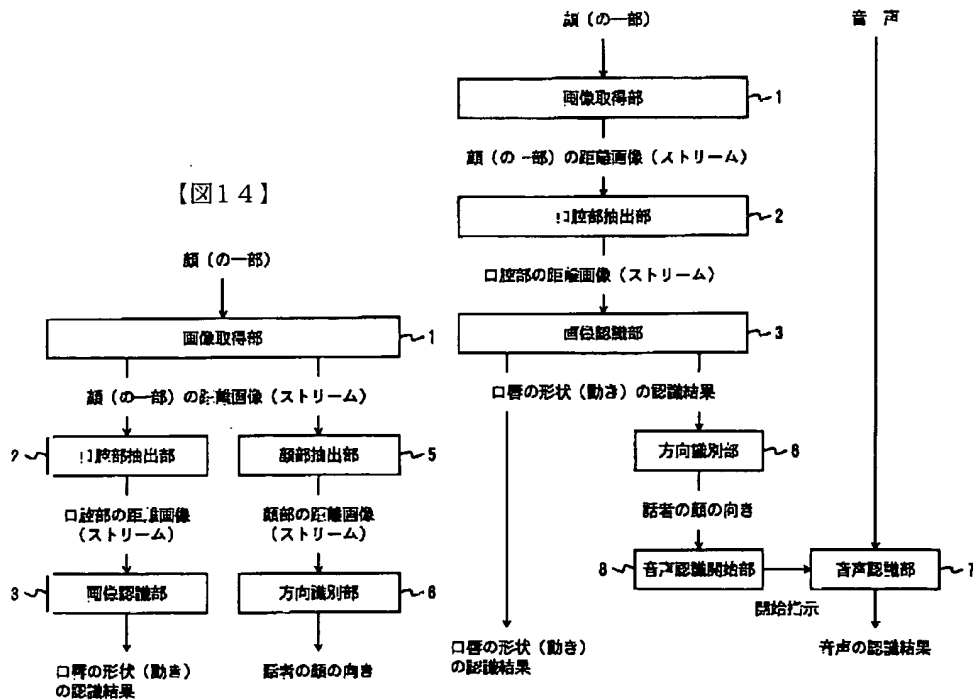 【図14】
顔(の一部)
画像取得部
1
顔(の一部)の距離画像(ストリーム)
2
口腔部抽出部
顔部抽出部
5
口腔部の距離画像
(ストリーム)
顔部の距離画像
(ストリーム)
3
画像認識部
方向識別部
6
口唇の形状(動き)
の認識結果
話者の顔の向き
顔(の一部)
音 声
画像取得部
1
顔(の一部)の距離画像(ストリーム)
口腔部抽出部
2
口腔部の距離画像(ストリーム)
画像認識部
3
口唇の形状(動き)の認識結果
方向識別部
6
話者の顔の向き
8
音声認識開始部
音声認識部
7
開始指示
口唇の形状(動き)
の認識結果
音声の認識結果